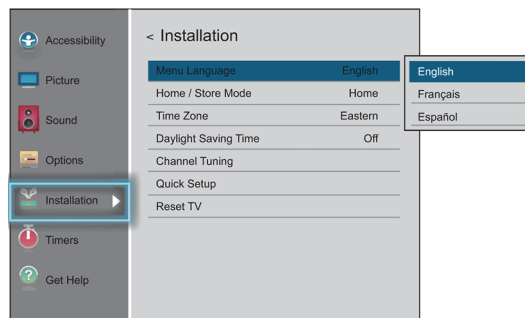 Accessibility
Picture
Sound
Options
Installation
Timers
Get Help
< Installation
Menu Language English
Home / Store Mode Home
Time Zone Eastern
Daylight Saving Time Off
Channel Tuning
Quick Setup
Reset TV
English
Français
Español